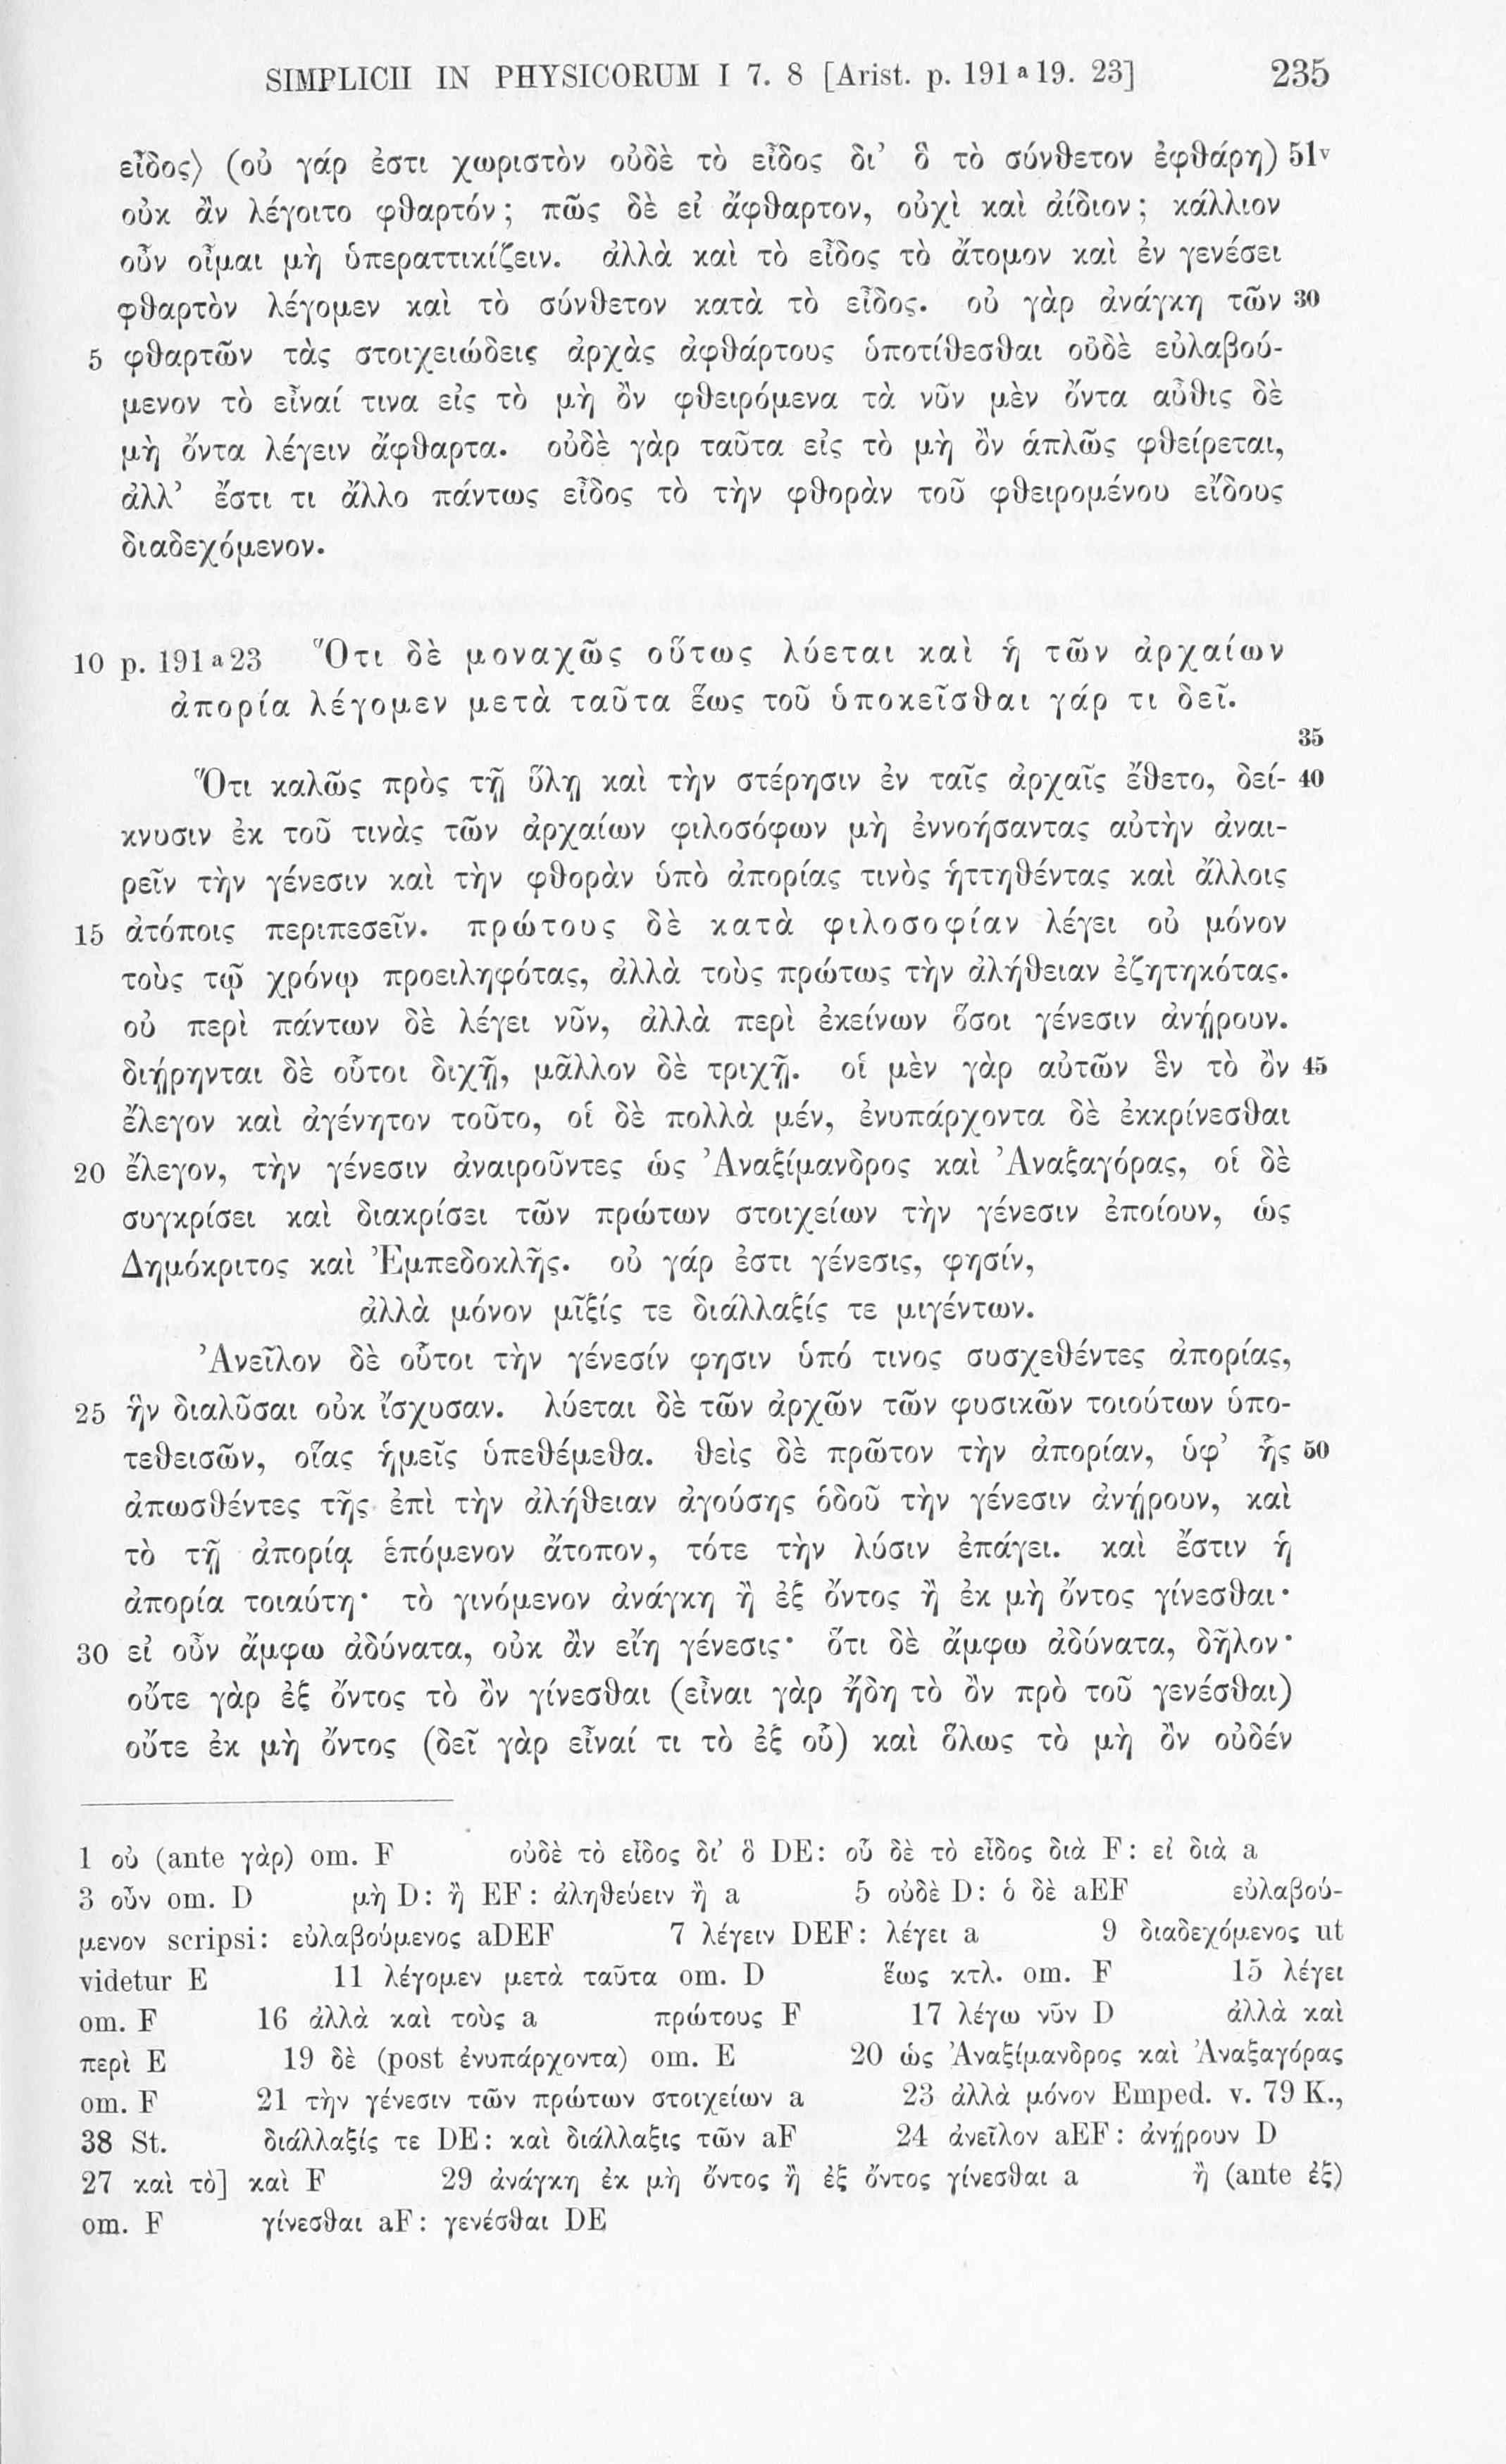 SIMPLICII IN PHYSICORUM I 7. 8 [Arist. p. 191 a 19. 23] 235
εἶδος⟩ (οὐ γάρ ἐστι χωριστὸν οὐδὲ τὸ εἶδος δι’ ὃ τὸ σύνθετον ἐφθάρη) 51v
οὐκ ἂν λέγοιτο φθαρτόν; πῶς δὲ εἰ ἄφθαρτον, οὐχὶ καὶ ἀίδιον; κάλλιον
οὖν οἶμαι μὴ ὑπεραττικίζειν. ἀλλὰ καὶ τὸ εἶδος τὸ ἄτομον καὶ ἐν γενέσει
φθαρτὸν λέγομεν καὶ τὸ σύνθετον κατὰ τὸ εἶδος. οὐ γὰρ ἀνάγκη τῶν 30
5 φθαρτῶν τὰς στοιχειώδεις ἀρχὰς ἀφθάρτους ὑποτίθεσθαι οὐδὲ εὐλαβού-
μενον τὸ εἶναί τινα εἰς τὸ μὴ ὂν φθειρόμενα τὰ νῦν μὲν ὄντα αὖθις δὲ
μὴ ὄντα λέγειν ἄφθαρτα. οὐδὲ γὰρ ταῦτα εἰς τὸ μὴ ὂν ἁπλῶς φθείρεται,
ἀλλ’ ἔστι τι ἄλλο πάντως εἶδος τὸ τὴν φθορὰν τοῦ φθειρομένου εἴδους
διαδεχόμενον.
10 p. 191 a 23 Ὅτι δὲ μοναχῶς οὕτως λύεται καὶ ἡ τῶν ἀρχαίων
ἀπορία λέγομεν μετὰ ταῦτα ἕως τοῦ ὑποκεῖσθαι γάρ τι δεῖ.
35
Ὅτι καλῶς πρὸς τῇ ὕλῃ καὶ τὴν στέρησιν ἐν ταῖς ἀρχαῖς ἔθετο, δεί- 40
κνυσιν ἐκ τοῦ τινὰς τῶν ἀρχαίων φιλοσόφων μὴ ἐννοήσαντας αὐτὴν ἀναι-
ρεῖν τὴν γένεσιν καὶ τὴν φθορὰν ὑπὸ ἀπορίας τινὸς ἡττηθέντας καὶ ἄλλοις
15 ἀτόποις περιπεσεῖν. πρώτους δὲ κατὰ φιλοσοφίαν λέγει οὐ μόνον
τοὺς τῷ χρόνῳ προειληφότας, ἀλλὰ τοὺς πρώτως τὴν ἀλήθειαν ἐζητηκότας.
οὐ περὶ πάντων δὲ λέγει νῦν, ἀλλὰ περὶ ἐκείνων ὅσοι γένεσιν ἀνῄρουν.
διῄρηνται δὲ οὗτοι διχῇ, μᾶλλον δὲ τριχῇ. οἱ μὲν γὰρ αὐτῶν ἓν τὸ ὂν 45
ἔλεγον καὶ ἀγένητον τοῦτο, οἱ δὲ πολλὰ μέν, ἐνυπάρχοντα δὲ ἐκκρίνεσθαι
20 ἔλεγον, τὴν γένεσιν ἀναιροῦντες ὡς Ἀναξίμανδρος καὶ Ἀναξαγόρας, οἱ δὲ
συγκρίσει καὶ διακρίσει τῶν πρώτων στοιχείων τὴν γένεσιν ἐποίουν, ὡς
Δημόκριτος καὶ Ἐμπεδοκλῆς. οὐ γάρ ἐστι γένεσις, φησίν,
ἀλλὰ μόνον μῖξίς τε διάλλαξίς τε μιγέντων.
Ἀνεῖλον δὲ οὗτοι τὴν γένεσίν φησιν ὑπό τινος συσχεθέντες ἀπορίας,
25 ἣν διαλῦσαι οὐκ ἴσχυσαν. λύεται δὲ τῶν ἀρχῶν τῶν φυσικῶν τοιούτων ὑπο-
τεθεισῶν, οἵας ἡμεῖς ὑπεθέμεθα. θεὶς δὲ πρῶτον τὴν ἀπορίαν, ὑφ’ ἧς 50
ἀπωσθέντες τῆς ἐπὶ τὴν ἀλήθειαν ἀγούσης ὁδοῦ τὴν γένεσιν ἀνῄρουν, καὶ
τὸ τῇ ἀπορίᾳ ἑπόμενον ἄτοπον, τότε τὴν λύσιν ἐπάγει. καὶ ἔστιν ἡ
ἀπορία τοιαύτη· τὸ γινόμενον ἀνάγκη ἢ ἐξ ὄντος ἢ ἐκ μὴ ὄντος γίνεσθαι·
30 εἰ οὖν ἄμφω ἀδύνατα, οὐκ ἂν εἴη γένεσις· ὅτι δὲ ἄμφω ἀδύνατα, δῆλον·
οὔτε γὰρ ἐξ ὄντος τὸ ὂν γίνεσθαι (εἶναι γὰρ ἤδη τὸ ὂν πρὸ τοῦ γενέσθαι)
οὔτε ἐκ μὴ ὄντος (δεῖ γὰρ εἶναί τι τὸ ἐξ οὗ) καὶ ὅλως τὸ μὴ ὂν οὐδέν
1 οὐ (ante γὰρ) om. F οὐδὲ τὸ εἶδος δι’ ὃ DE: οὗ δὲ τὸ εἶδος διὰ F: εἰ διὰ a
3 οὖν om. D μὴ D: ἢ EF: ἀληθεύειν ἢ a 5 οὐδὲ D: ὁ δὲ aEF εὐλαβού-
μενον scripsi: εὐλαβούμενος aDEF 7 λέγειν DEF: λέγει a 9 διαδεχόμενος ut
videtur E 11 λέγομεν μετὰ ταῦτα om. D ἕως κτλ. om. F 15 λέγει
om. F 16 ἀλλὰ καὶ τοὺς a πρώτους F 17 λέγω νῦν D ἀλλὰ καὶ
περὶ E 19 δὲ (post ἐνυπάρχοντα) om. E 20 ὡς Ἀναξίμανδρος καὶ Ἀναξαγόρας
om. F 21 τὴν γένεσιν τῶν πρώτων στοιχείων a 23 ἀλλὰ μόνον Emped. v. 79 K.,
38 St. διάλλαξίς τε DE: καὶ διάλλαξις τῶν aF 24 ἀνεῖλον aEF: ἀνῄρουν D
27 καὶ τὸ] καὶ F 29 ἀνάγκη ἐκ μὴ ὄντος ἢ ἐξ ὄντος γίνεσθαι a ἢ (ante ἐξ)
om. F γίνεσθαι aF: γενέσθαι DE